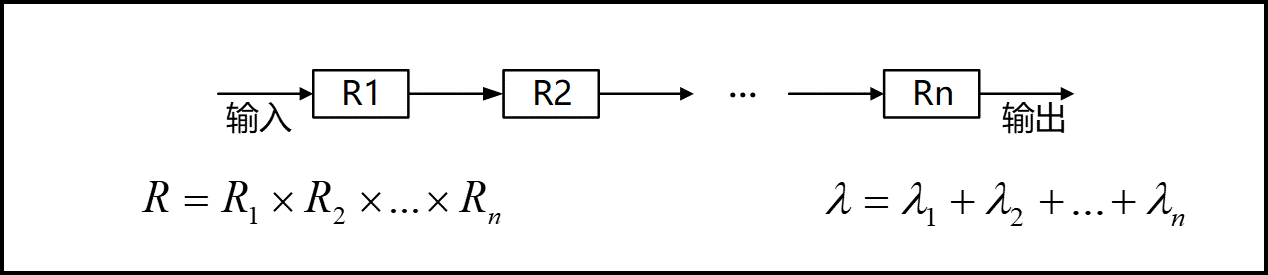 R1 R2 ... Rn
输入 输出
R = R₁ × R₂ × ... × Rₙ λ = λ₁ + λ₂ + ... + λₙ